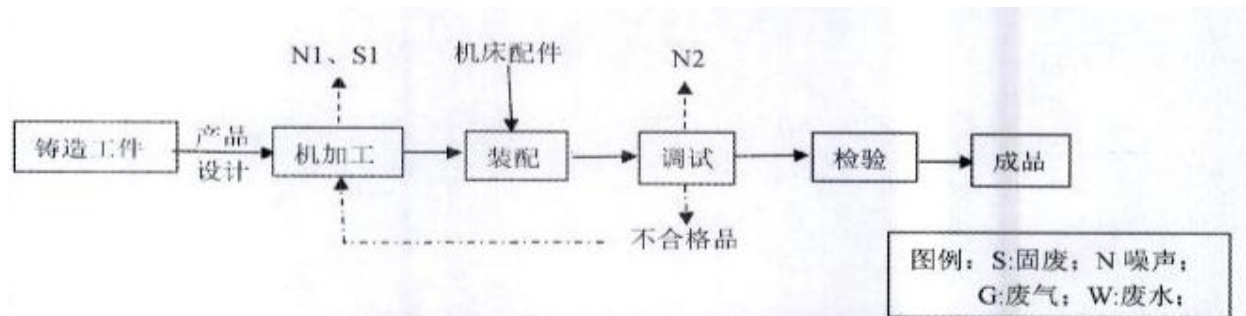 N1、S1
机床配件
N2
铸造工件
产品
设计
机加工
装配
调试
检验
成品
不合格品
图例：S:固废；N 噪声；
G:废气；W:废水；